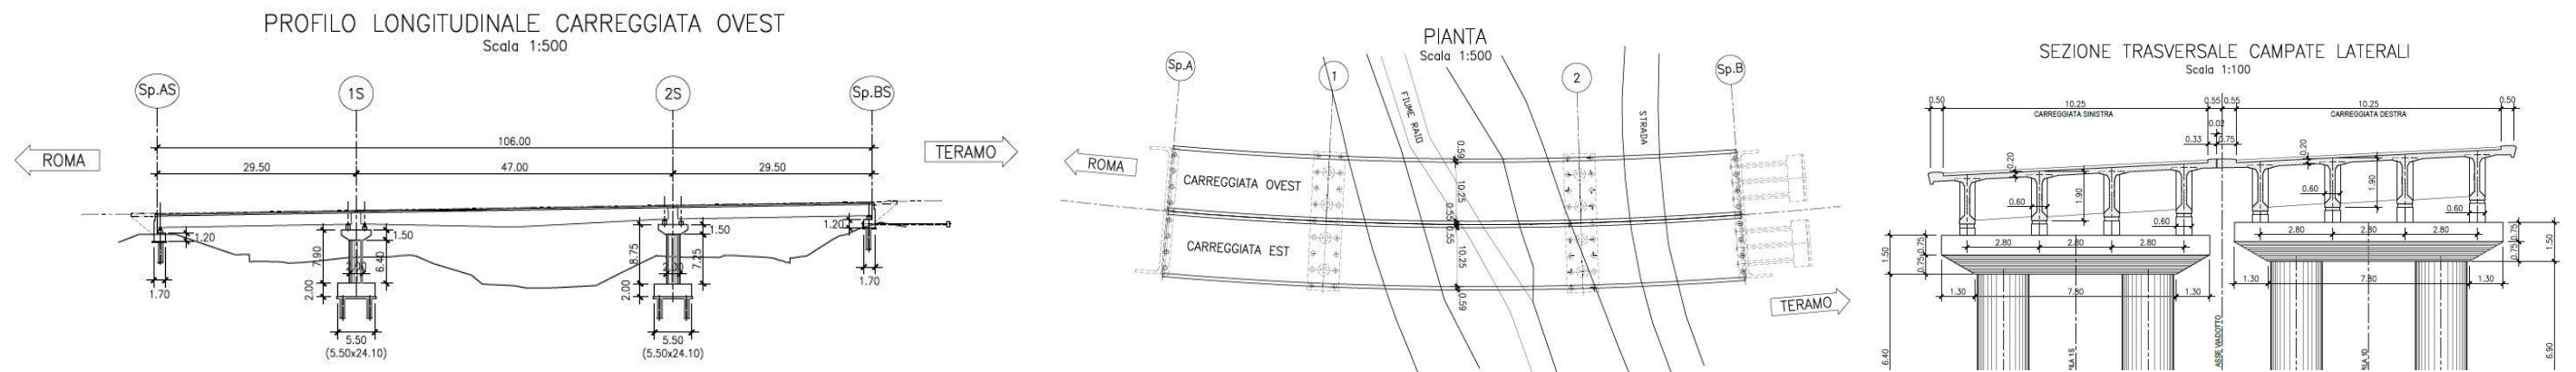 PROFILO LONGITUDINALE CARREGGIATA OVEST
Scala 1:500
Sp.AS
1S
2S
Sp.BS
ROMA
TERAMO
106.00
29.50
47.00
29.50
1.20
7.90
1.50
6.40
2.00
8.75
1.50
7.25
2.00
1.20
1.70
1.70
5.50
(5.50x24.10)
5.50
(5.50x24.10)
PIANTA
Scala 1:500
Sp.A
1
2
Sp.B
FIUME RAIO
STRADA
ROMA
CARREGGIATA OVEST
CARREGGIATA EST
0.59
10.25
0.55
0.55
10.25
0.59
TERAMO
SEZIONE TRASVERSALE CAMPATE LATERALI
Scala 1:100
0.50
10.25
0.55
0.55
10.25
0.50
CARREGGIATA SINISTRA
CARREGGIATA DESTRA
0.02
0.33
0.75
0.20
0.20
1.90
1.90
0.60
0.60
0.60
0.60
2.80
2.80
2.80
2.80
2.80
2.80
1.50
0.75
0.75
0.75
0.75
1.50
1.30
7.80
1.30
1.30
7.80
1.30
6.40
ASSE VIADOTTO
6.90